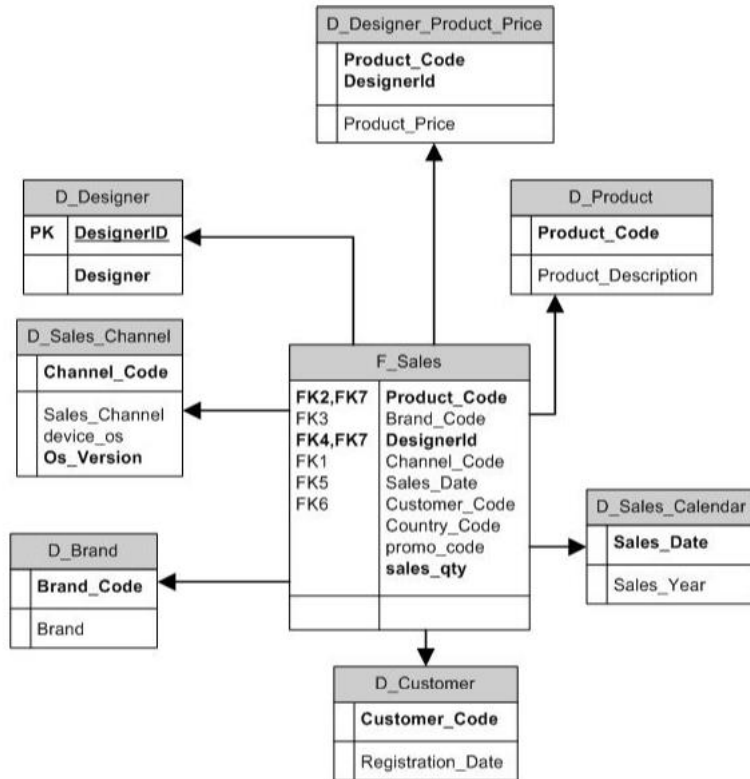 D_Designer_Product_Price
Product_Code
DesignerId
Product_Price
D_Designer
PK DesignerID
Designer
D_Product
Product_Code
Product_Description
D_Sales_Channel
Channel_Code
Sales_Channel
device_os
Os_Version
F_Sales
FK2,FK7 Product_Code
FK3 Brand_Code
FK4,FK7 DesignerId
FK1 Channel_Code
FK5 Sales_Date
FK6 Customer_Code
Country_Code
promo_code
sales_qty
D_Sales_Calendar
Sales_Date
Sales_Year
D_Brand
Brand_Code
Brand
D_Customer
Customer_Code
Registration_Date